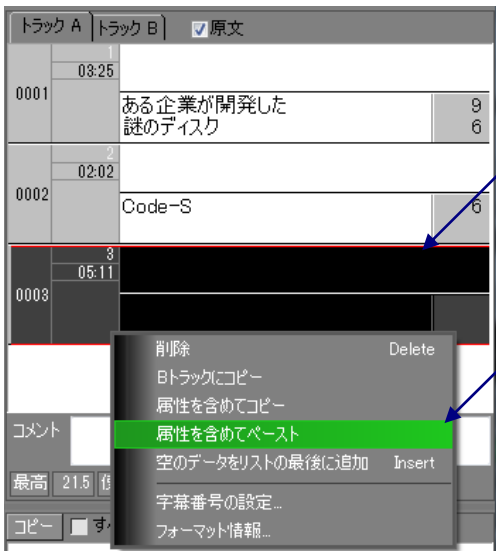 トラック A トラック B 原文
1
03:25
0001
ある企業が開発した 9
謎のディスク 6
2
02:02
0002
Code-S 6
3
05:11
0003
削除 Delete
Bトラックにコピー
属性を含めてコピー
属性を含めてペースト
空のデータをリストの最後に追加 Insert
字幕番号の設定...
フォーマット情報...
コメント
最高 21.5
コピー